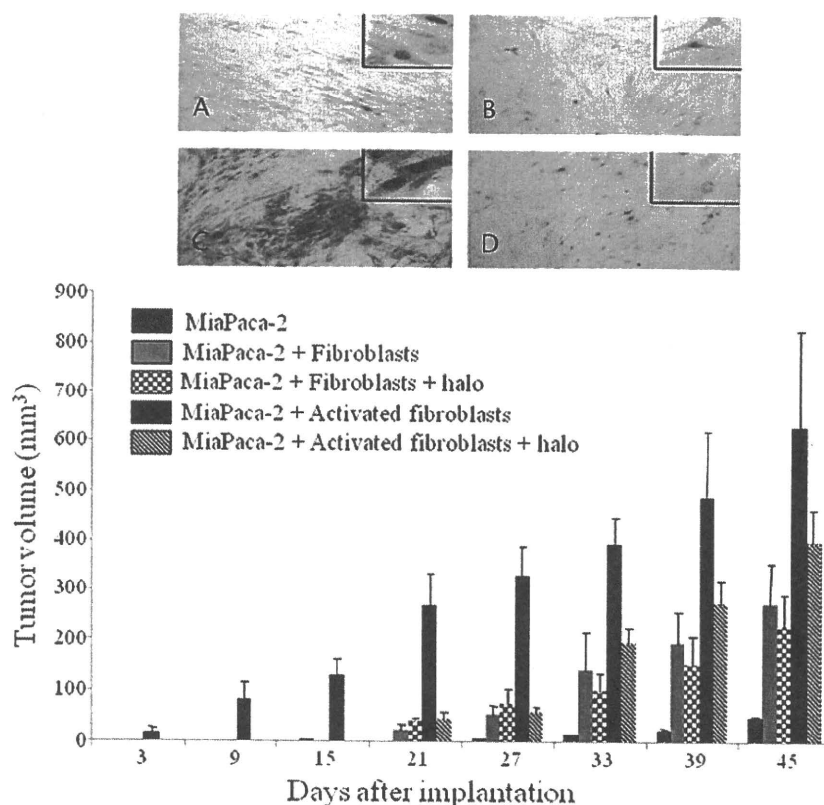 A
B
C
D
900
800
700
600
500
400
300
200
100
0
Tumor volume (mm³)
MiaPaca-2
MiaPaca-2 + Fibroblasts
MiaPaca-2 + Fibroblasts + halo
MiaPaca-2 + Activated fibroblasts
MiaPaca-2 + Activated fibroblasts + halo
3 9 15 21 27 33 39 45
Days after implantation